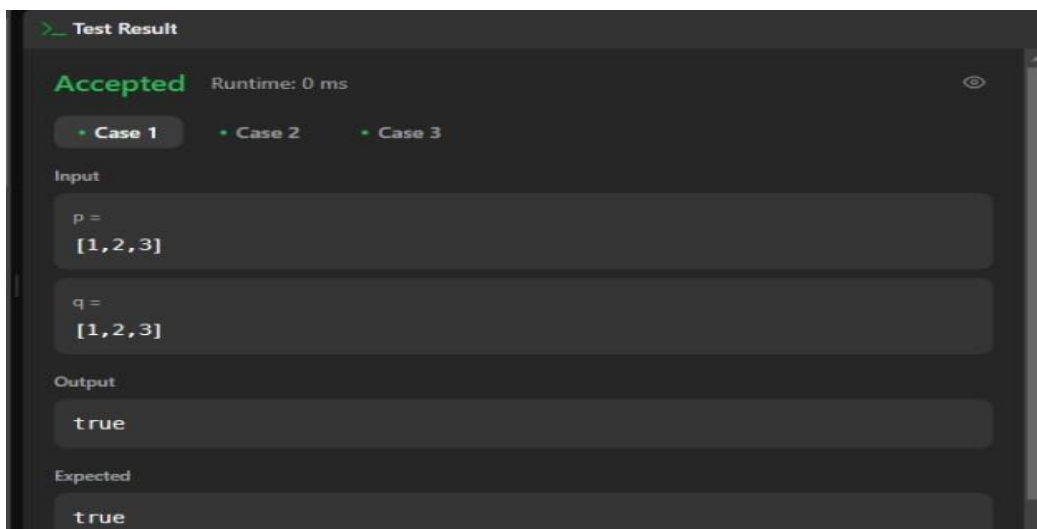 >_ Test Result
Accepted Runtime: 0 ms
• Case 1 • Case 2 • Case 3
Input
p =
[1,2,3]
q =
[1,2,3]
Output
true
Expected
true